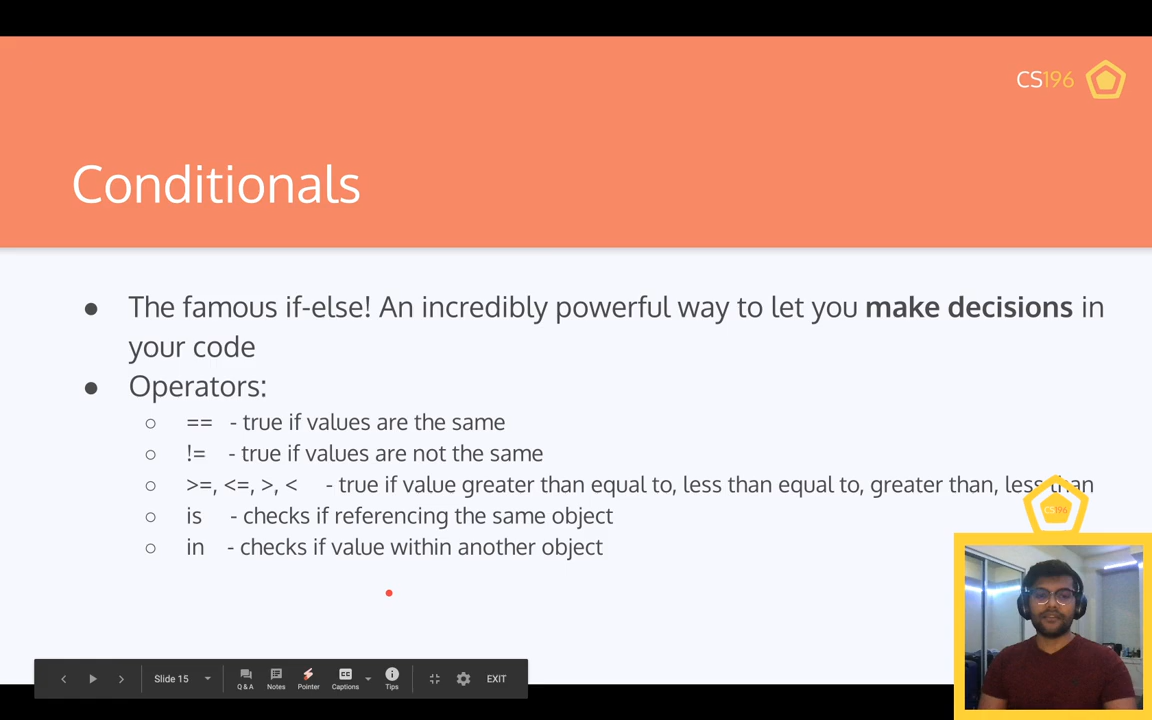 CS196
Conditionals
● The famous if-else! An incredibly powerful way to let you make decisions in
your code
● Operators:
○ == - true if values are the same
○ != - true if values are not the same
○ >=, <=, >, < - true if value greater than equal to, less than equal to, greater than, less than
○ is - checks if referencing the same object
○ in - checks if value within another object
CS196
Slide 15
Q&A
Notes
Pointer
CC
Captions
Tips
EXIT